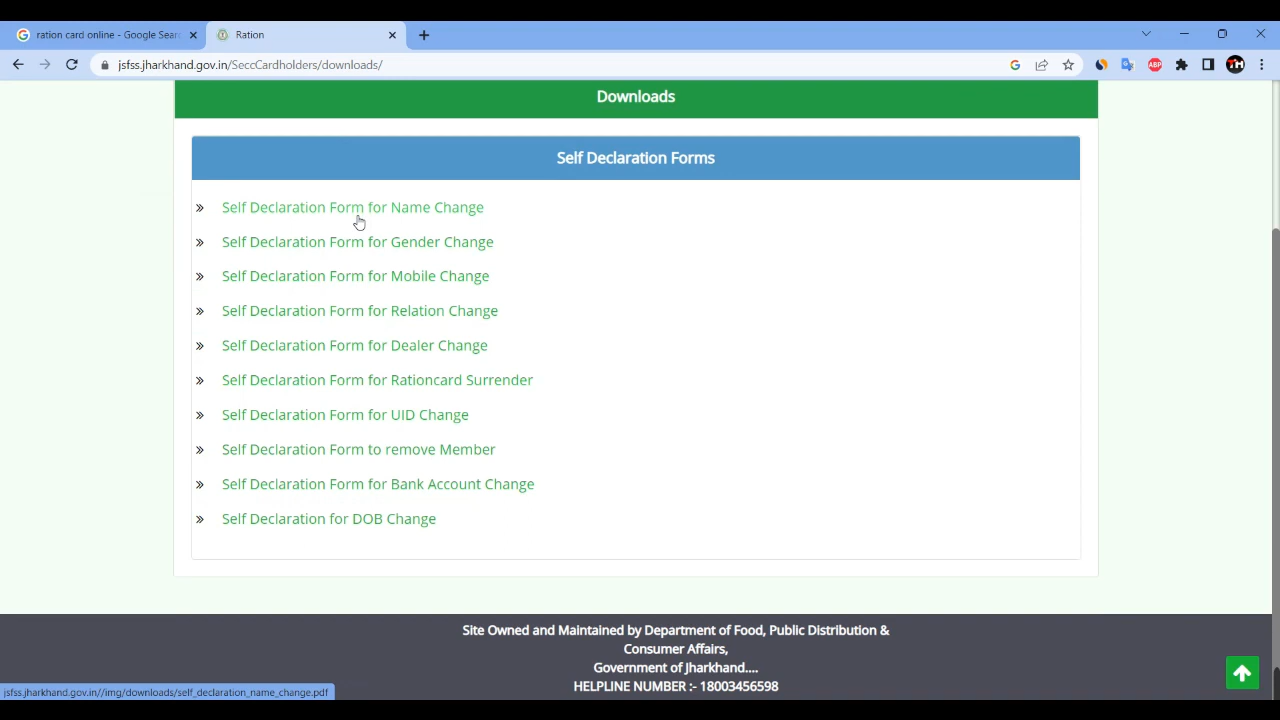 ration card online - Google Sear
Ration
jsfss.jharkhand.gov.in/SeccCardholders/downloads/
Downloads
Self Declaration Forms
» Self Declaration Form for Name Change
» Self Declaration Form for Gender Change
» Self Declaration Form for Mobile Change
» Self Declaration Form for Relation Change
» Self Declaration Form for Dealer Change
» Self Declaration Form for Rationcard Surrender
» Self Declaration Form for UID Change
» Self Declaration Form to remove Member
» Self Declaration Form for Bank Account Change
» Self Declaration for DOB Change
Site Owned and Maintained by Department of Food, Public Distribution &
Consumer Affairs,
Government of Jharkhand....
HELPLINE NUMBER :- 18003456598
jsfss.jharkhand.gov.in//img/downloads/self_declaration_name_change.pdf